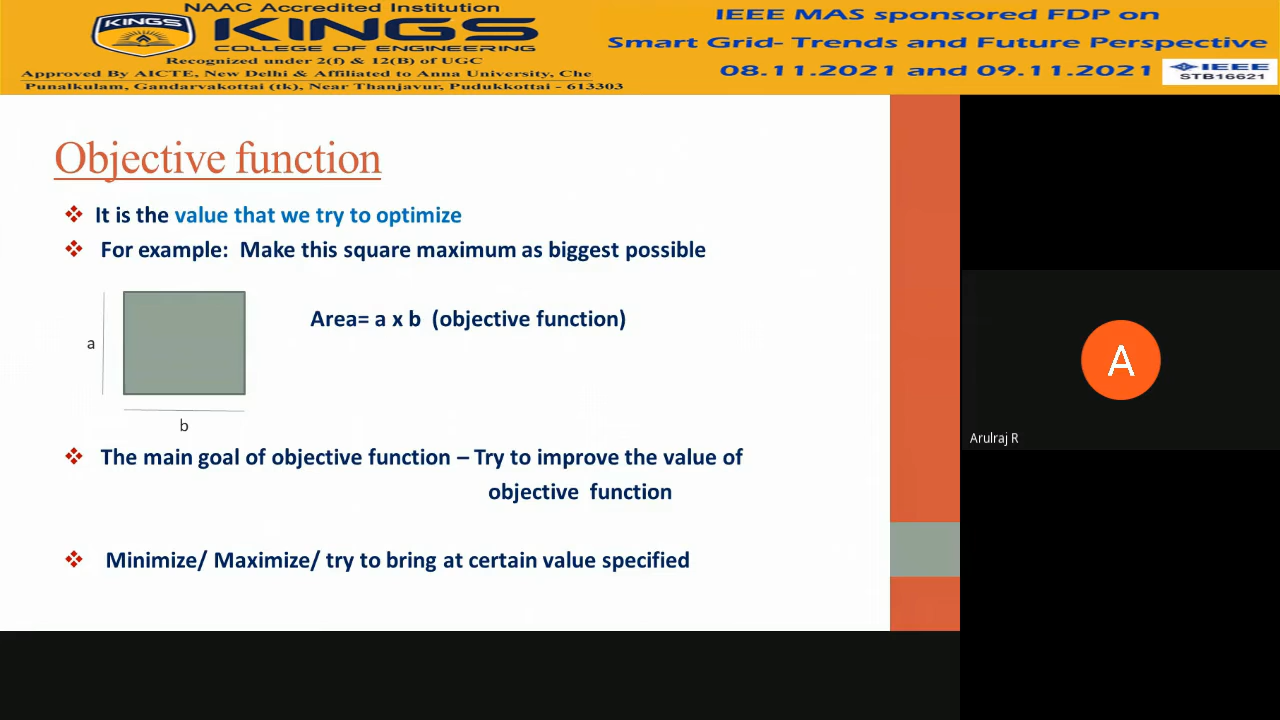 NAAC Accredited Institution
KINGS
KINGS
COLLEGE OF ENGINEERING
Recognized under 2(f) & 12(B) of UGC
Approved By AICTE, New Delhi & Affiliated to Anna University, Che
Punalkulam, Gandarvakottai (tk), Near Thanjavur, Pudukkottai - 613303
IEEE MAS sponsored FDP on
Smart Grid- Trends and Future Perspective
08.11.2021 and 09.11.2021
IEEE
STB16621
Objective function
It is the value that we try to optimize
For example: Make this square maximum as biggest possible
Area= a x b (objective function)
a
b
The main goal of objective function – Try to improve the value of
objective function
Minimize/ Maximize/ try to bring at certain value specified
A
Arulraj R